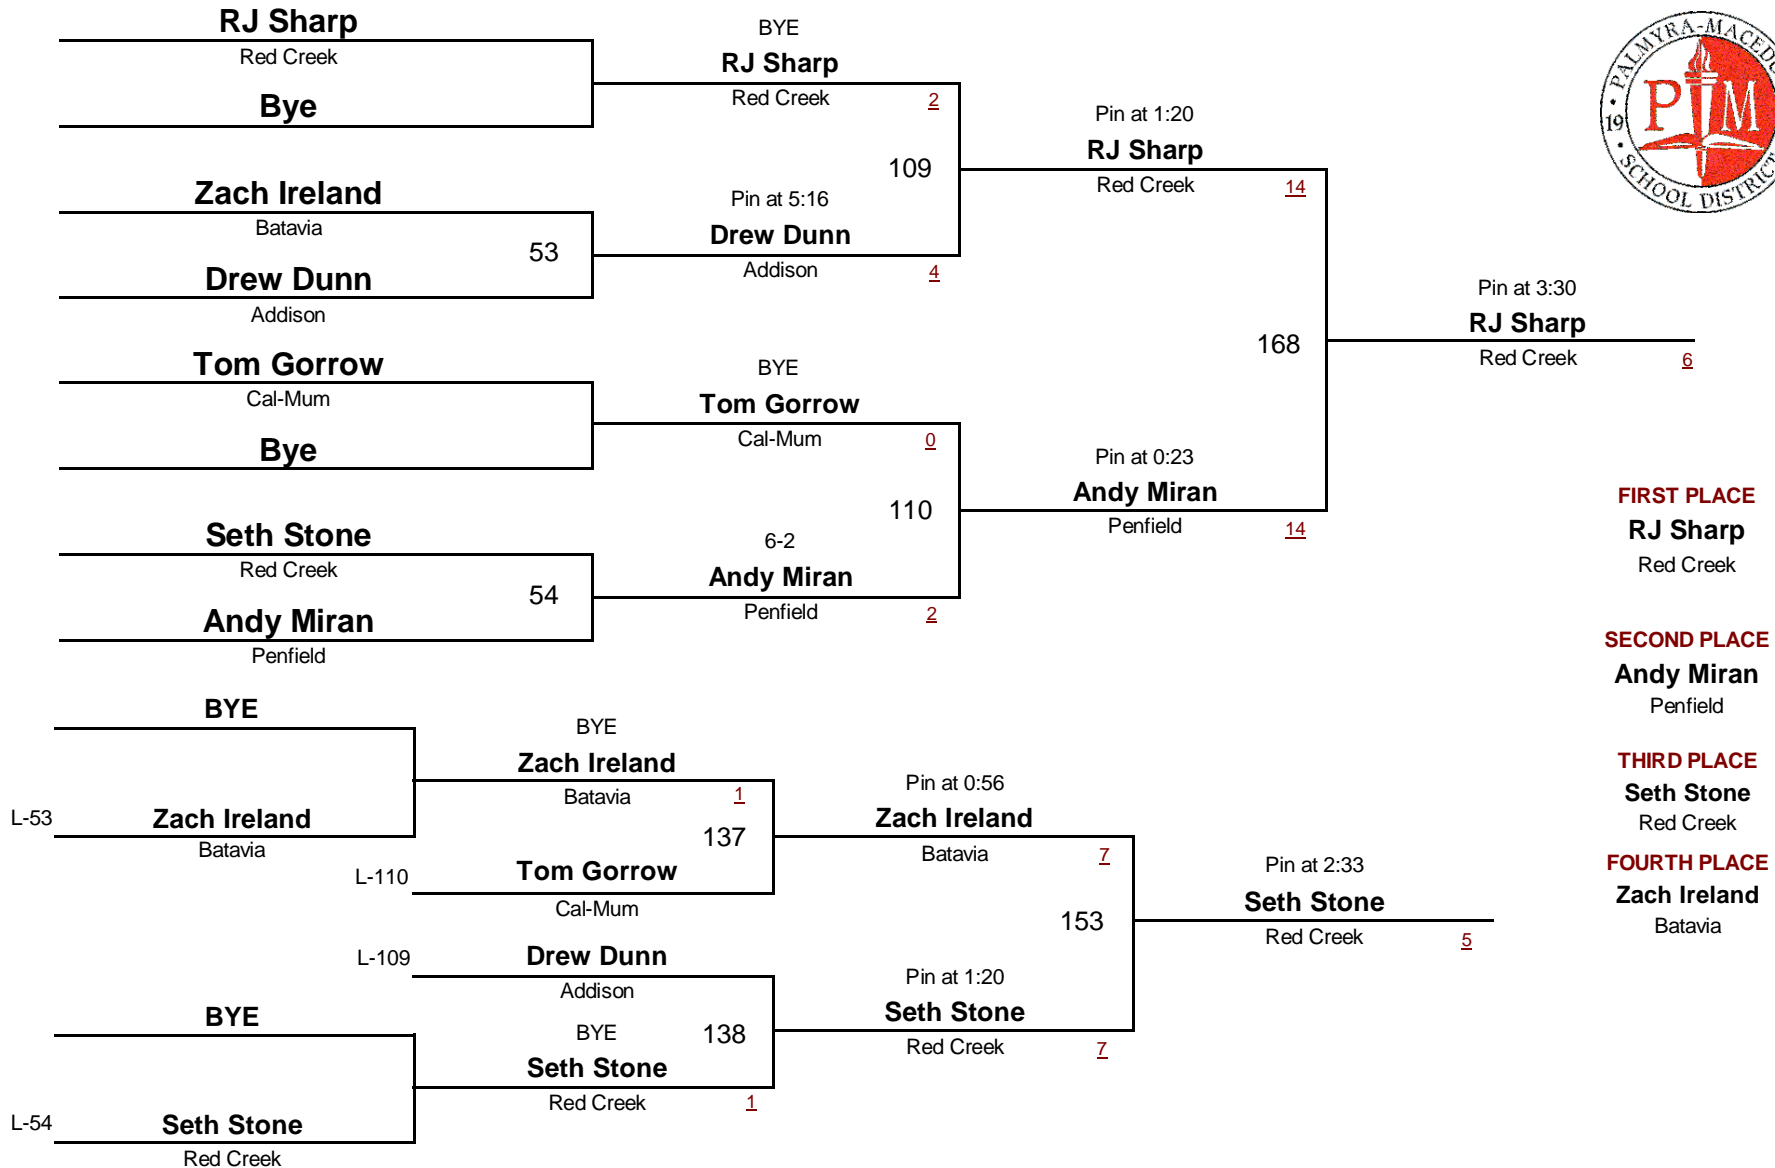 RJ Sharp
Red Creek
Bye
Zach Ireland
Batavia
53
Drew Dunn
Addison
Tom Gorrow
Cal-Mum
Bye
Seth Stone
Red Creek
54
Andy Miran
Penfield
BYE
RJ Sharp
Red Creek 2
109
Pin at 5:16
Drew Dunn
Addison 4
BYE
Tom Gorrow
Cal-Mum 0
110
6-2
Andy Miran
Penfield 2
Pin at 1:20
RJ Sharp
Red Creek 14
168
Pin at 0:23
Andy Miran
Penfield 14
Pin at 3:30
RJ Sharp
Red Creek 6
PALMYRA-MACEDO
19 P M
SCHOOL DISTRICT
FIRST PLACE
RJ Sharp
Red Creek
SECOND PLACE
Andy Miran
Penfield
THIRD PLACE
Seth Stone
Red Creek
FOURTH PLACE
Zach Ireland
Batavia
BYE
L-53 Zach Ireland
Batavia
BYE
Zach Ireland
Batavia 1
137
L-110 Tom Gorrow
Cal-Mum
L-109 Drew Dunn
Addison
138
BYE
L-54 Seth Stone
Red Creek
BYE
Seth Stone
Red Creek 1
Pin at 0:56
Zach Ireland
Batavia 7
153
Pin at 1:20
Seth Stone
Red Creek 7
Pin at 2:33
Seth Stone
Red Creek 5